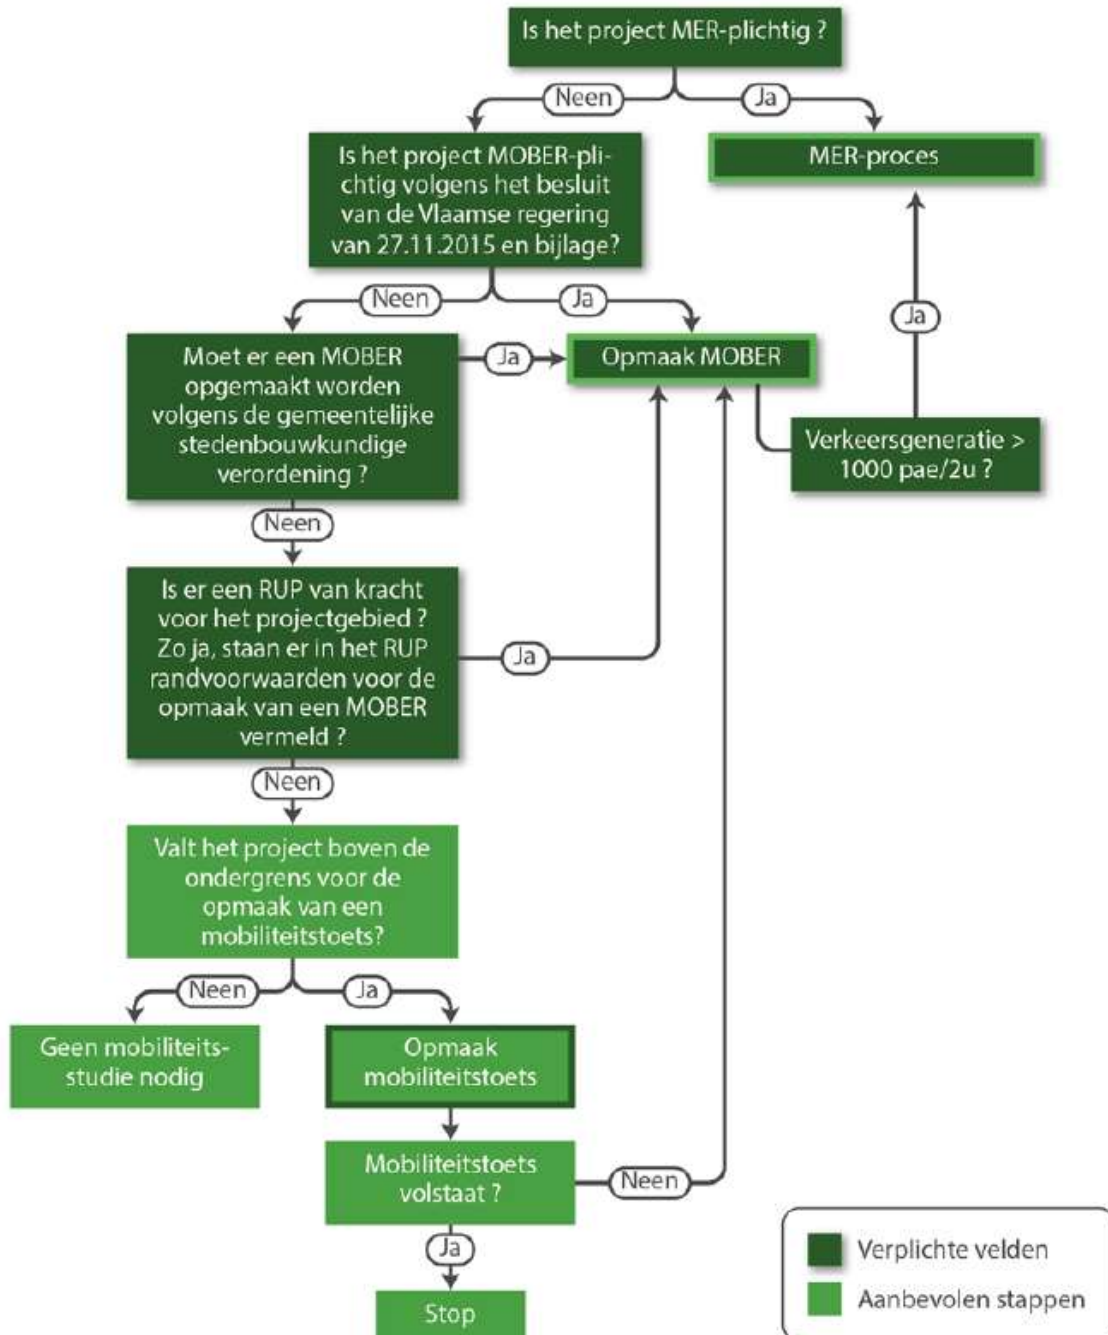 Is het project MER-plichtig ?
Neen
Ja
Is het project MOBER-pli-
chtig volgens het besluit
van de Vlaamse regering
van 27.11.2015 en bijlage?
MER-proces
Neen
Ja
Ja
Moet er een MOBER
opgemaakt worden
volgens de gemeentelijke
stedenbouwkundige
verordening ?
Ja
Opmaak MOBER
Verkeersgeneratie >
1000 pae/2u ?
Neen
Is er een RUP van kracht
voor het projectgebied ?
Zo ja, staan er in het RUP
randvoorwaarden voor de
opmaak van een MOBER
vermeld ?
Ja
Neen
Valt het project boven de
ondergrens voor de
opmaak van een
mobiliteitstoets?
Neen
Ja
Geen mobiliteits-
studie nodig
Opmaak
mobiliteitstoets
Mobiliteitstoets
volstaat ?
Neen
Ja
Stop
Verplichte velden
Aanbevolen stappen